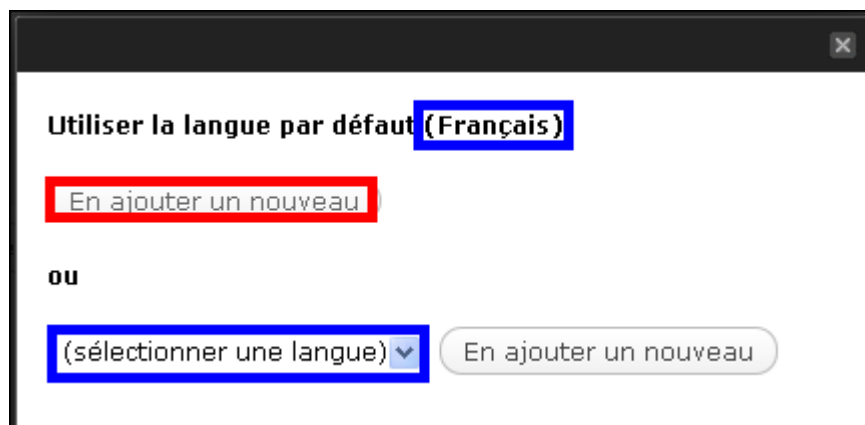 Utiliser la langue par défaut (Français)
En ajouter un nouveau
ou
(sélectionner une langue) En ajouter un nouveau